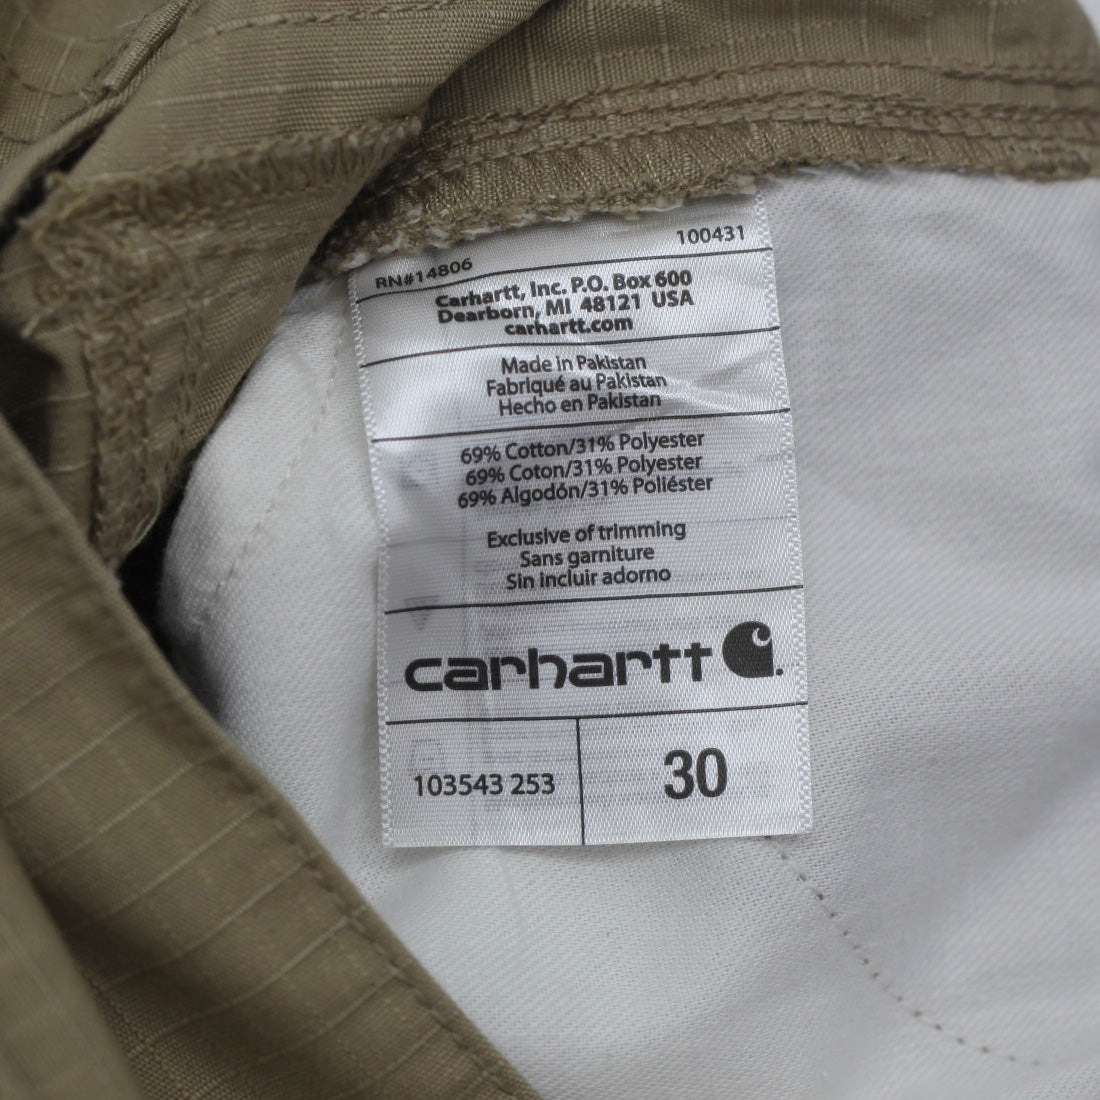 RN#14806 100431
Carhartt, Inc. P.O. Box 600
Dearborn, MI 48121 USA
carhartt.com
Made in Pakistan
Fabriqué au Pakistan
Hecho en Pakistan
69% Cotton/31% Polyester
69% Coton/31% Polyester
69% Algodón/31% Poliéster
Exclusive of trimming
Sans garniture
Sin incluir adorno
carhartt
103543 253 30